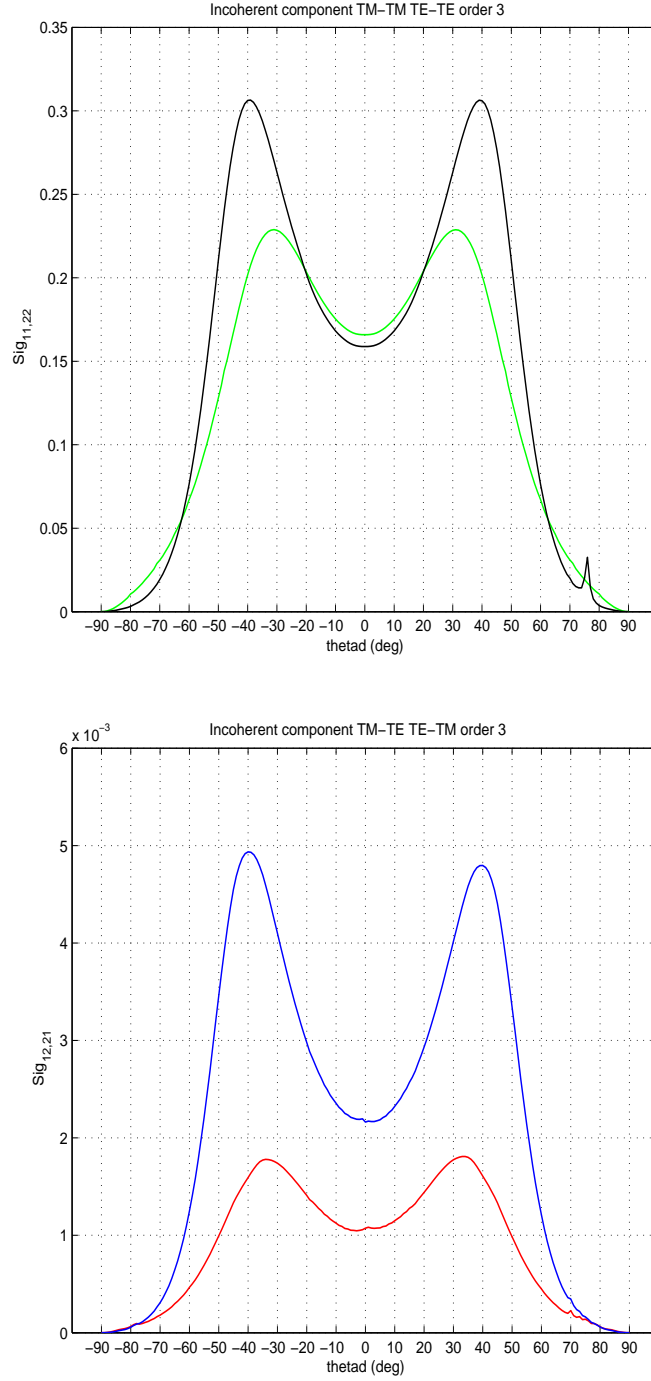 Incoherent component TM−TM TE−TE order 3
0.35
0.3
0.25
0.2
0.15
0.1
0.05
0
Sig11,22
−90 −80 −70 −60 −50 −40 −30 −20 −10 0 10 20 30 40 50 60 70 80 90
thetad (deg)
Incoherent component TM−TE TE−TM order 3
x 10−3
6
5
4
3
2
1
0
Sig12,21
−90 −80 −70 −60 −50 −40 −30 −20 −10 0 10 20 30 40 50 60 70 80 90
thetad (deg)